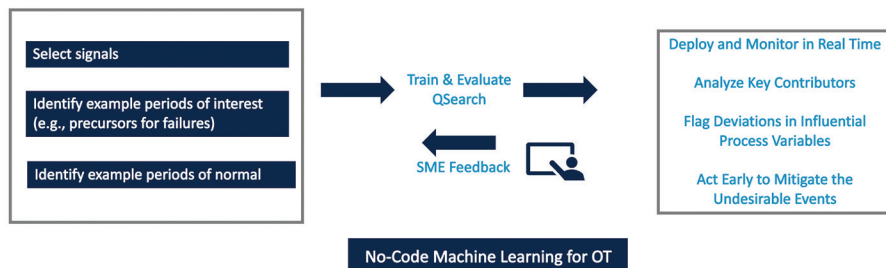 Select signals
Identify example periods of interest
(e.g., precursors for failures)
Identify example periods of normal
Train & Evaluate
QSearch
SME Feedback
Deploy and Monitor in Real Time
Analyze Key Contributors
Flag Deviations in Influential
Process Variables
Act Early to Mitigate the
Undesirable Events
No-Code Machine Learning for OT